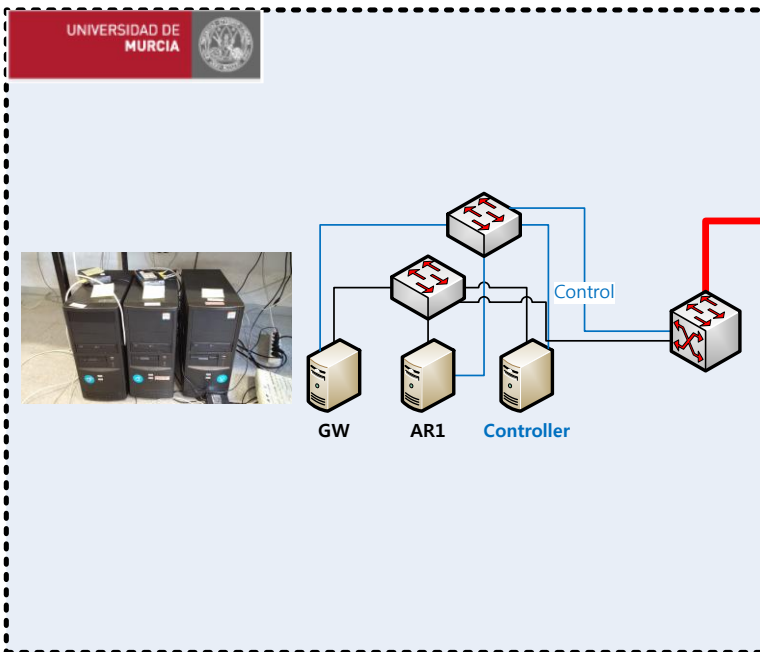 UNIVERSIDAD DE
MURCIA
Control
GW
AR1
Controller